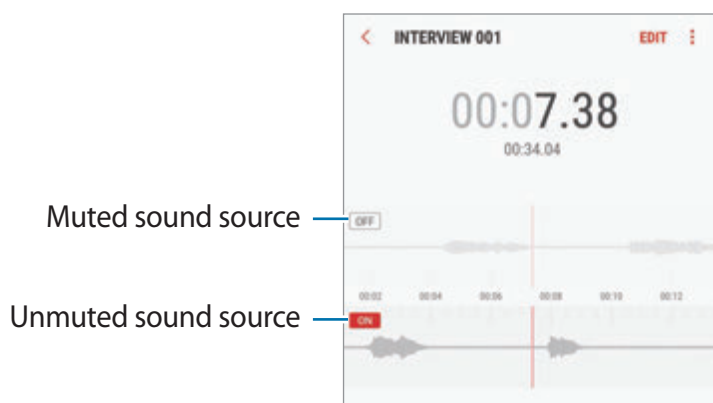 INTERVIEW 001 EDIT
00:07.38
00:34.04
Muted sound source
OFF
00:02 00:04 00:06 00:08 00:10 00:12
Unmuted sound source
ON